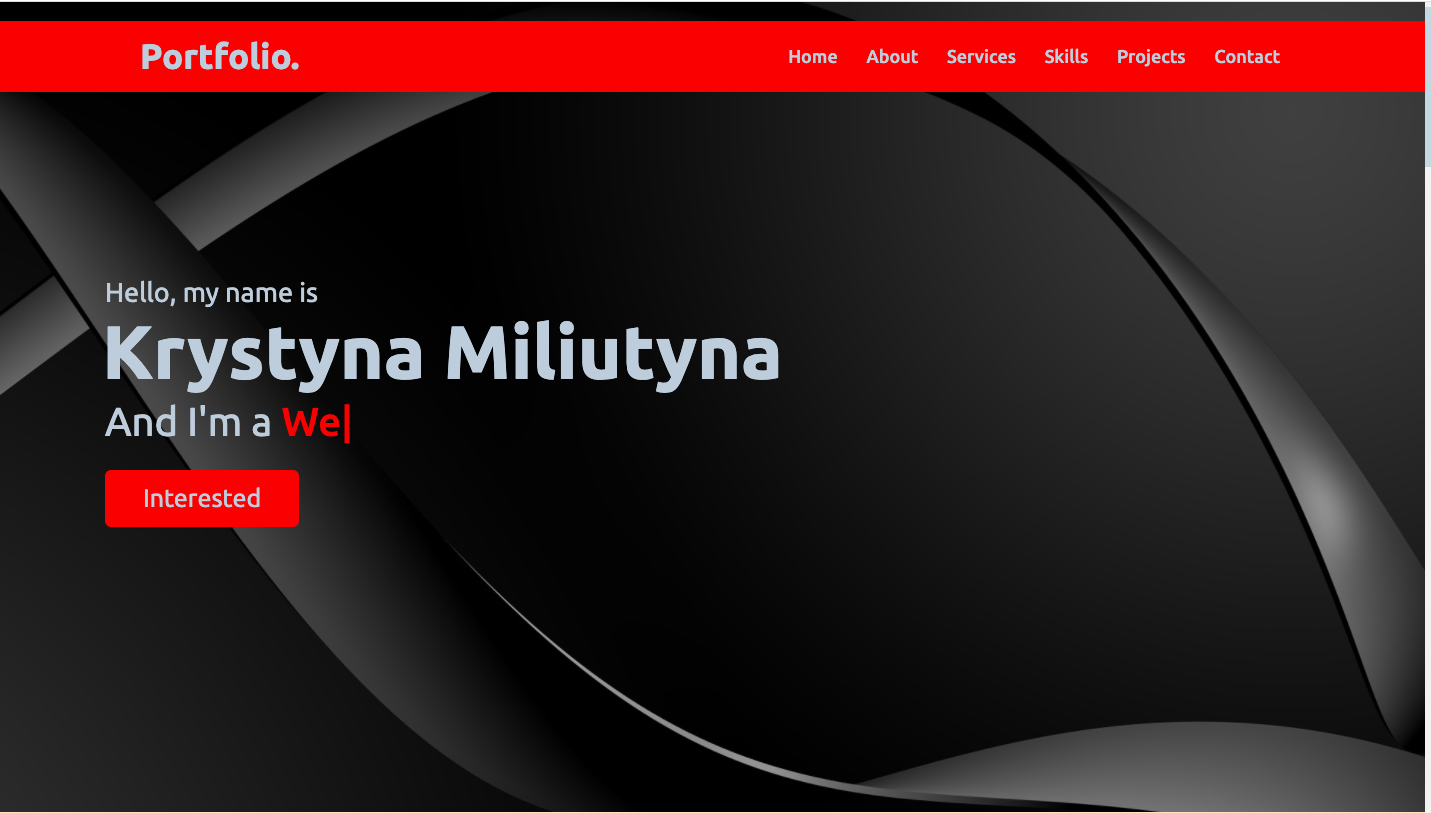 Portfolio.
Home About Services Skills Projects Contact
Hello, my name is
Krystyna Miliutyna
And I'm a We|
Interested